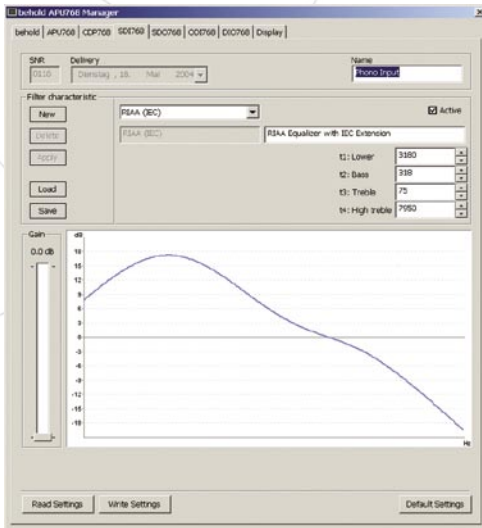 behold APU768 Manager
behold APU768 CDP768 SDI768 SDO768 ODI768 DIO768 Display
SNR Delivery Name
0116 Dienstag , 18. Mai 2004 Phono Input
Filter characteristic
New RIAA (IEC) Active
Delete RIAA (IEC) RIAA Equalizer with IEC Extension
Apply t1: Lower 3180
t2: Bass 318
Load t3: Treble 75
Save t4: High treble 7950
Gain dB
0.0 dB 18
15
12
9
6
3
0
-3
-6
-9
-12
-15
-18
Hz
Read Settings Write Settings Default Settings